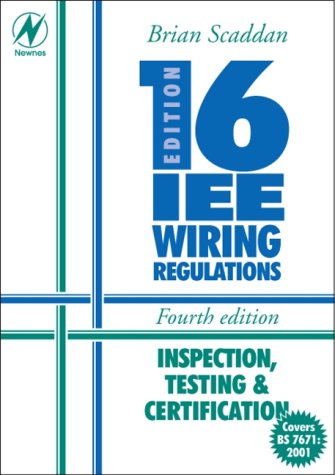 Newnes
Brian Scaddan
16
EDITION
IEE
WIRING
REGULATIONS
Fourth edition
INSPECTION,
TESTING &
CERTIFICATION
Covers
BS 7671:
2001